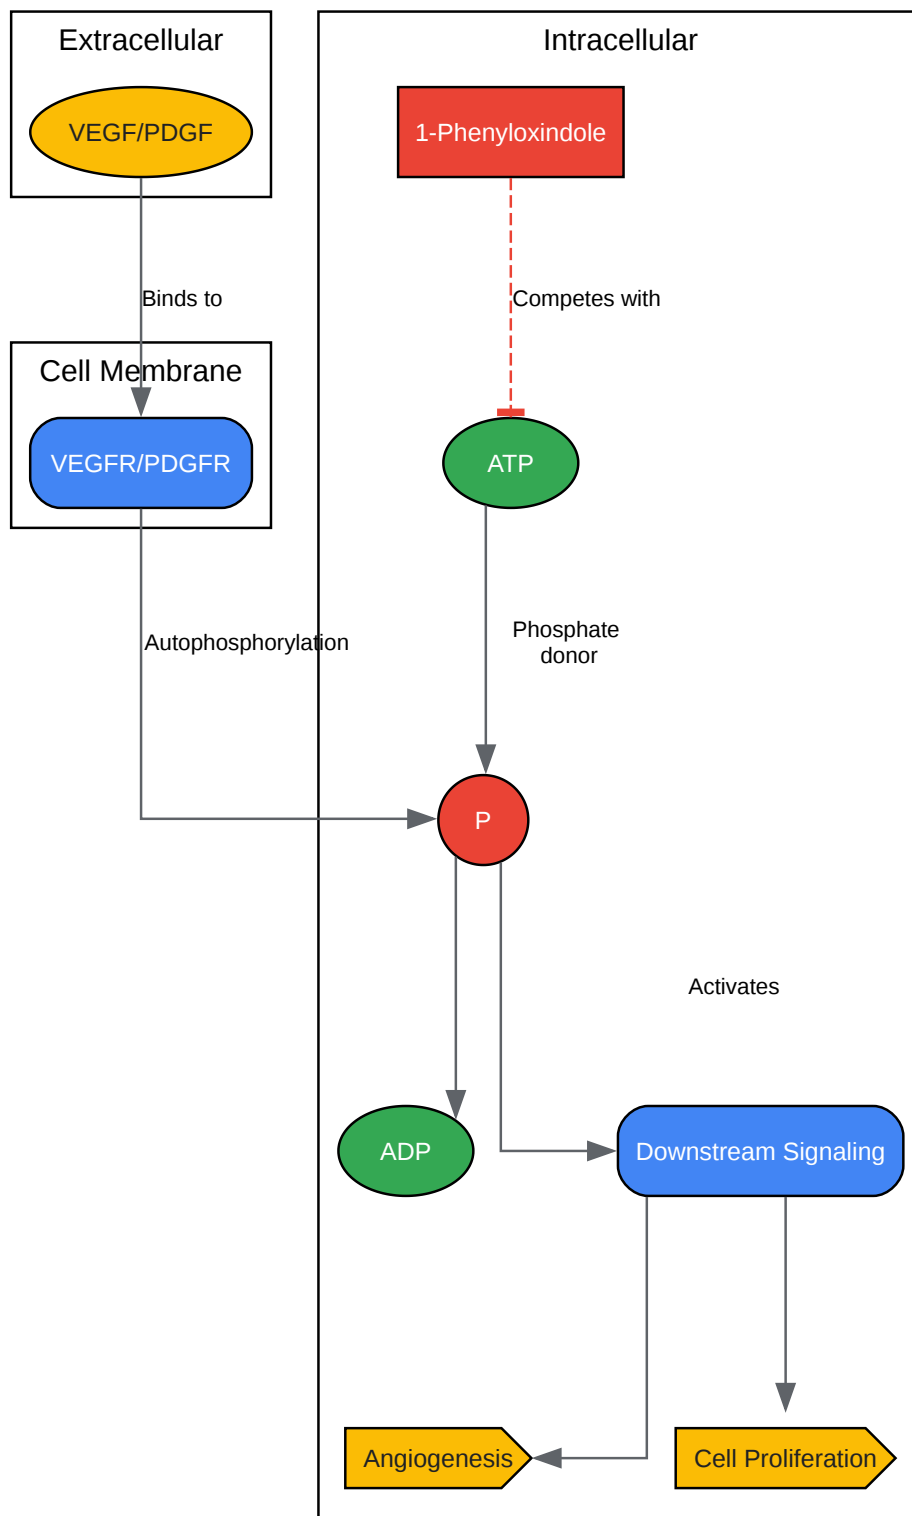 Extracellular
Intracellular
VEGF/PDGF
1-Phenyloxindole
Binds to
Competes with
Cell Membrane
VEGFR/PDGFR
ATP
Autophosphorylation
Phosphate
donor
P
Activates
ADP
Downstream Signaling
Angiogenesis
Cell Proliferation